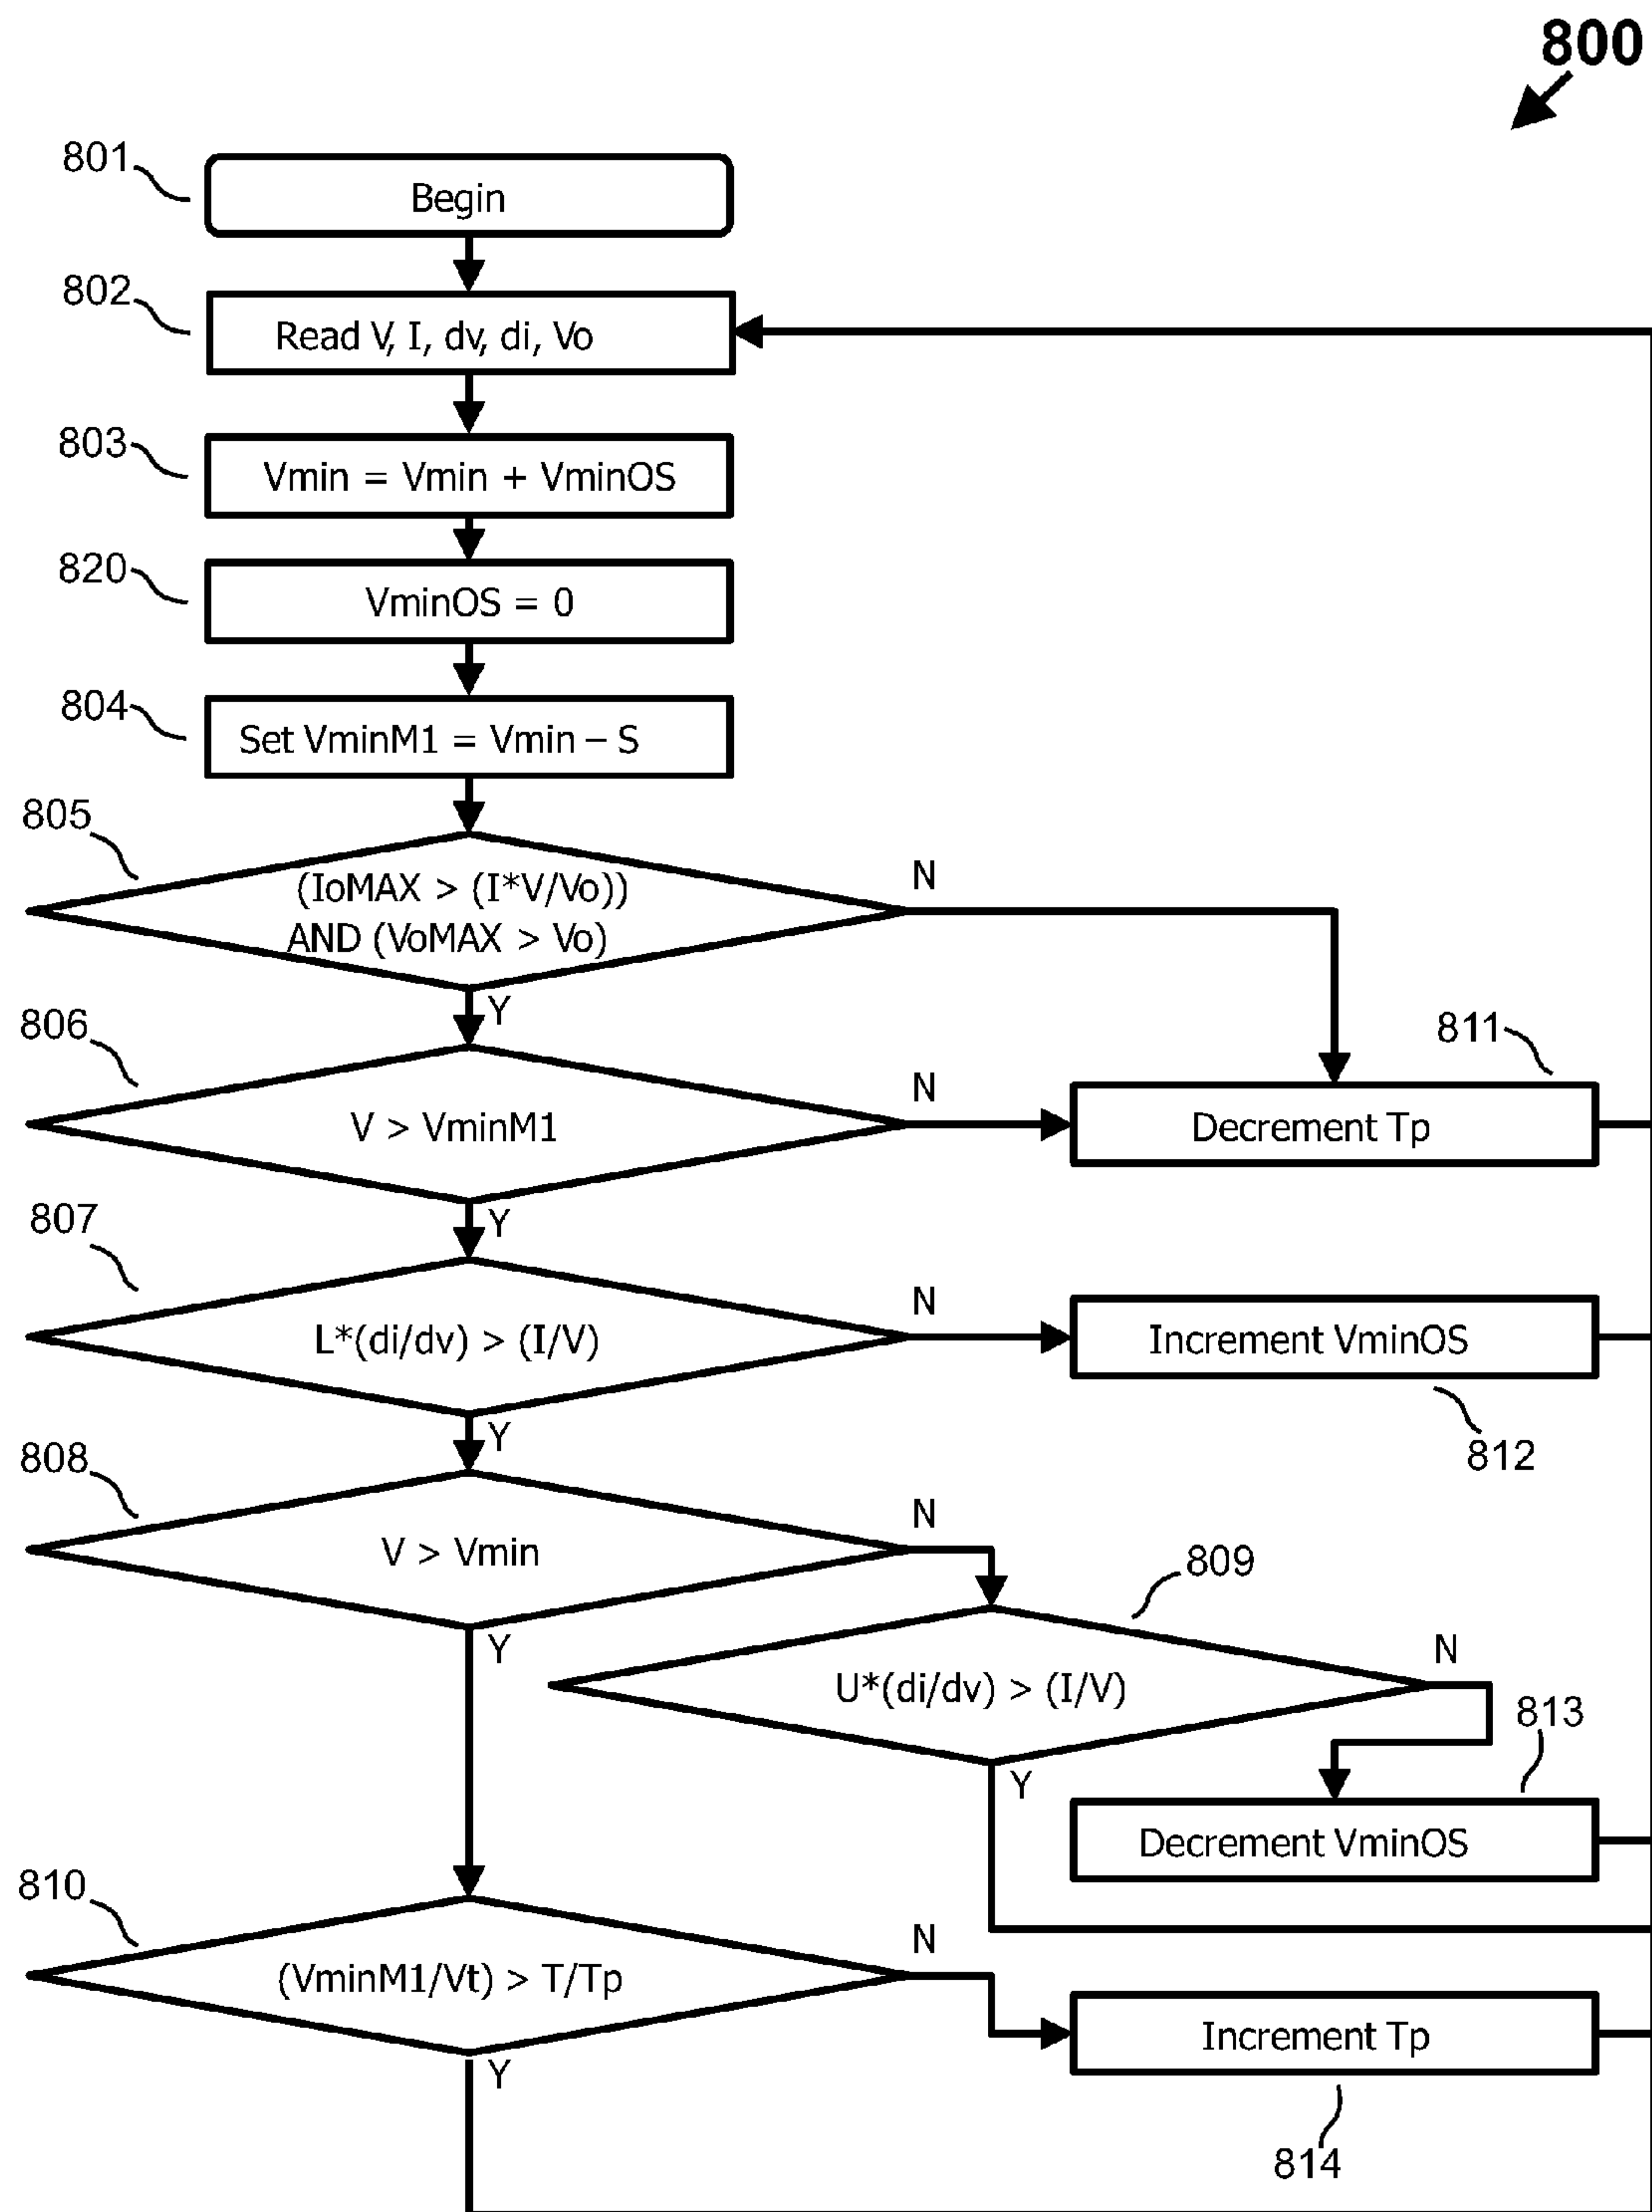 800
801
Begin
802
Read V, I, dv, di, Vo
803
Vmin = Vmin + VminOS
820
VminOS = 0
804
Set VminM1 = Vmin – S
805
(IoMAX > (I*V/Vo))
AND (VoMAX > Vo)
N
Y
806
V > VminM1
N
811
Decrement Tp
Y
807
L*(di/dv) > (I/V)
N
Increment VminOS
812
Y
808
V > Vmin
N
Y
809
U*(di/dv) > (I/V)
N
Y
813
Decrement VminOS
810
(VminM1/Vt) > T/Tp
N
Increment Tp
814
Y